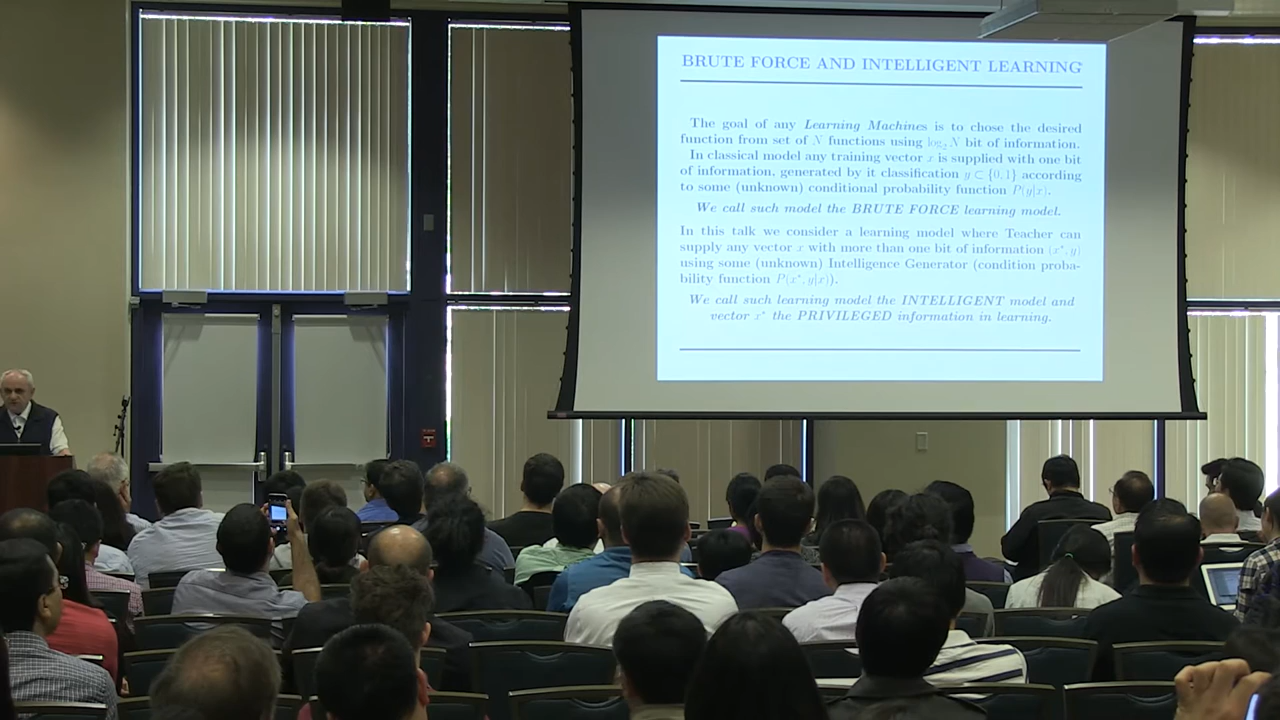 BRUTE FORCE AND INTELLIGENT LEARNING
The goal of any Learning Machines is to chose the desired
function from set of N functions using log₂ N bit of information.
In classical model any training vector x is supplied with one bit
of information, generated by it classification y ⊂ {0, 1} according
to some (unknown) conditional probability function P(y|x).
We call such model the BRUTE FORCE learning model.
In this talk we consider a learning model where Teacher can
supply any vector x with more than one bit of information (x*, y)
using some (unknown) Intelligence Generator (condition proba-
bility function P(x*, y|x)).
We call such learning model the INTELLIGENT model and
vector x* the PRIVILEGED information in learning.